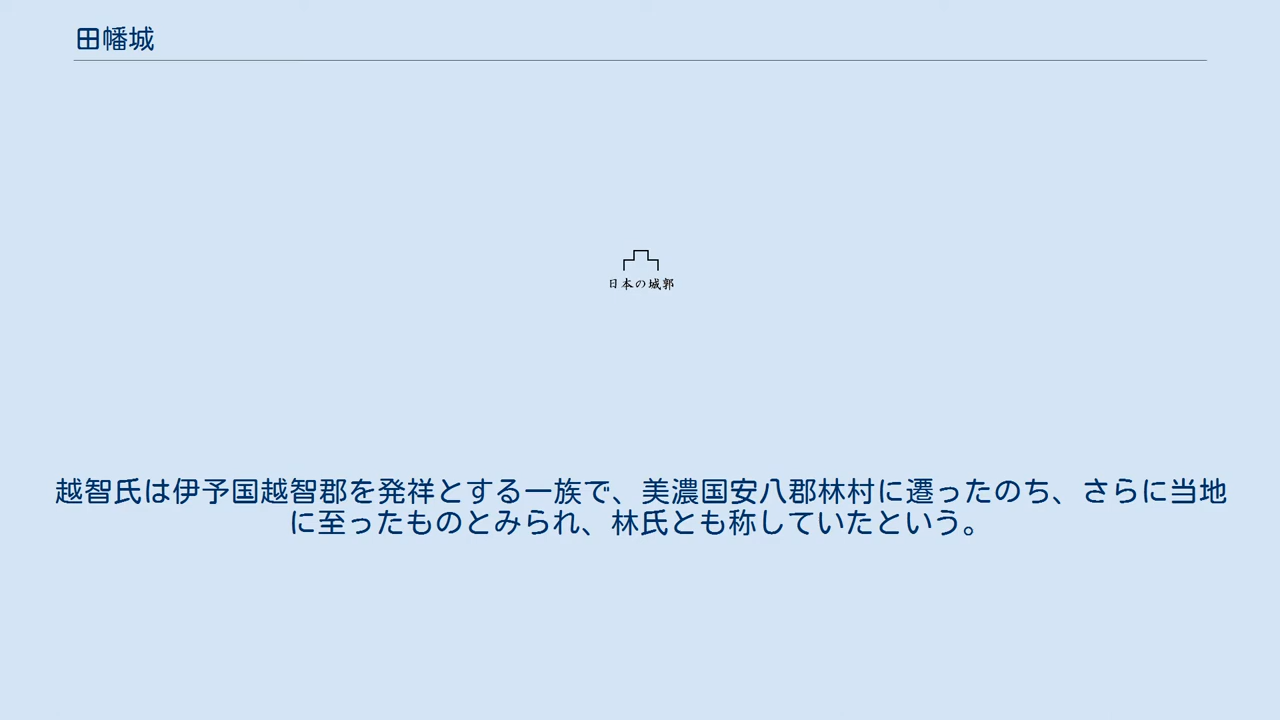 田幡城
日本の城郭
越智氏は伊予国越智郡を発祥とする一族で、美濃国安八郡林村に遷ったのち、さらに当地
に至ったものとみられ、林氏とも称していたという。